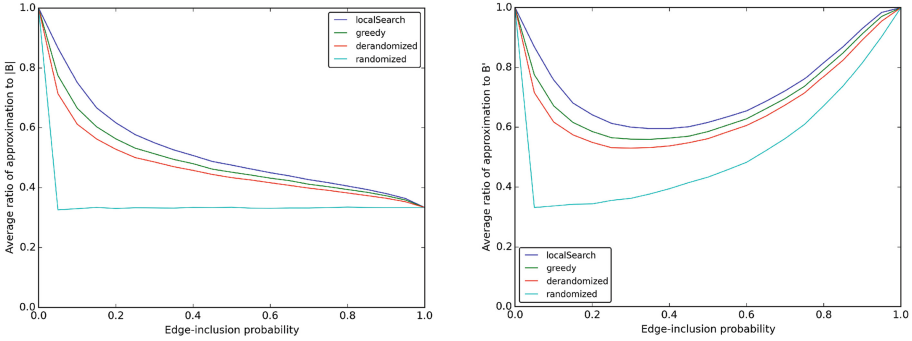 Average ratio of approximation to |B|
1.0
0.8
0.6
0.4
0.2
0.0
localSearch
greedy
derandomized
randomized
0.0 0.2 0.4 0.6 0.8 1.0
Edge-inclusion probability
Average ratio of approximation to B'
1.0
0.8
0.6
0.4
0.2
0.0
localSearch
greedy
derandomized
randomized
0.0 0.2 0.4 0.6 0.8 1.0
Edge-inclusion probability